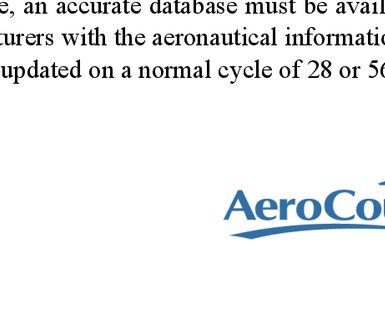 e, an accurate database must be avail
turers with the aeronautical informatio
updated on a normal cycle of 28 or 56
AeroCou